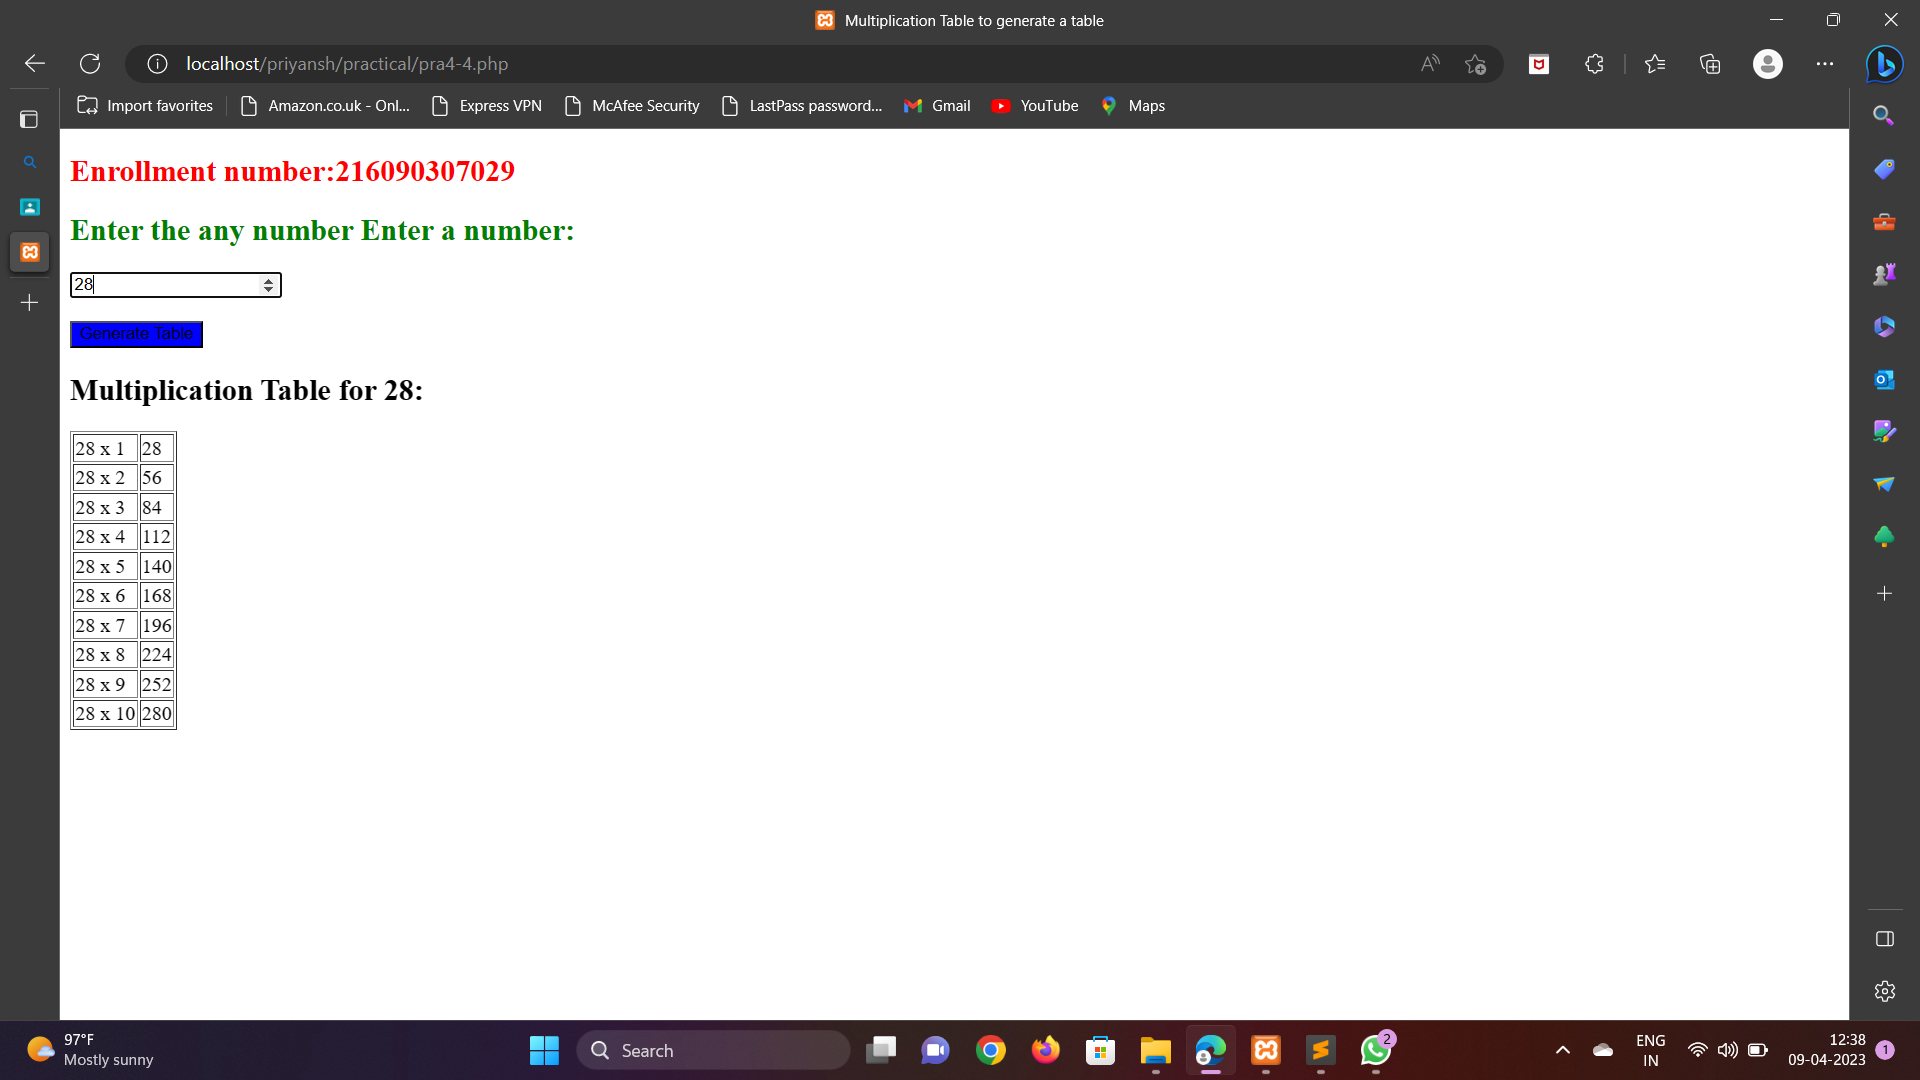 Multiplication Table to generate a table
localhost/priyansh/practical/pra4-4.php
Import favorites Amazon.co.uk - Onl... Express VPN McAfee Security LastPass password... Gmail YouTube Maps
Enrollment number:216090307029
Enter the any number Enter a number:
28
Generate Table
Multiplication Table for 28:
28 x 1 28
28 x 2 56
28 x 3 84
28 x 4 112
28 x 5 140
28 x 6 168
28 x 7 196
28 x 8 224
28 x 9 252
28 x 10 280
97°F
Mostly sunny
Search
2
ENG
IN
12:38
09-04-2023
1